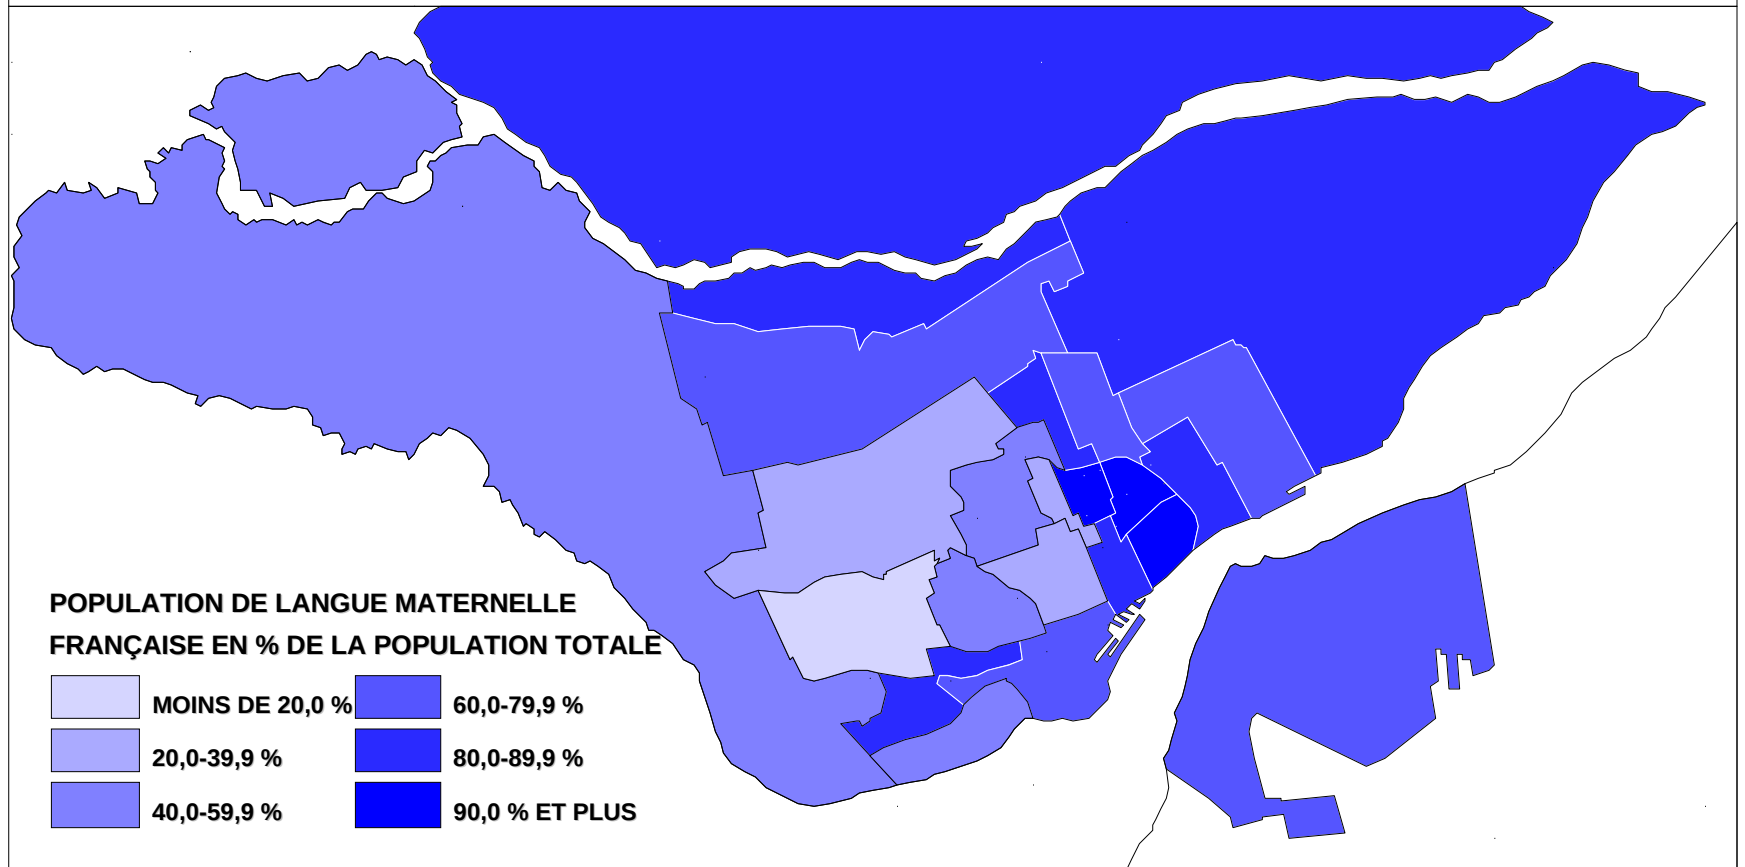 POPULATION DE LANGUE MATERNELLE
FRANÇAISE EN % DE LA POPULATION TOTALE
MOINS DE 20,0 %
20,0-39,9 %
40,0-59,9 %
60,0-79,9 %
80,0-89,9 %
90,0 % ET PLUS